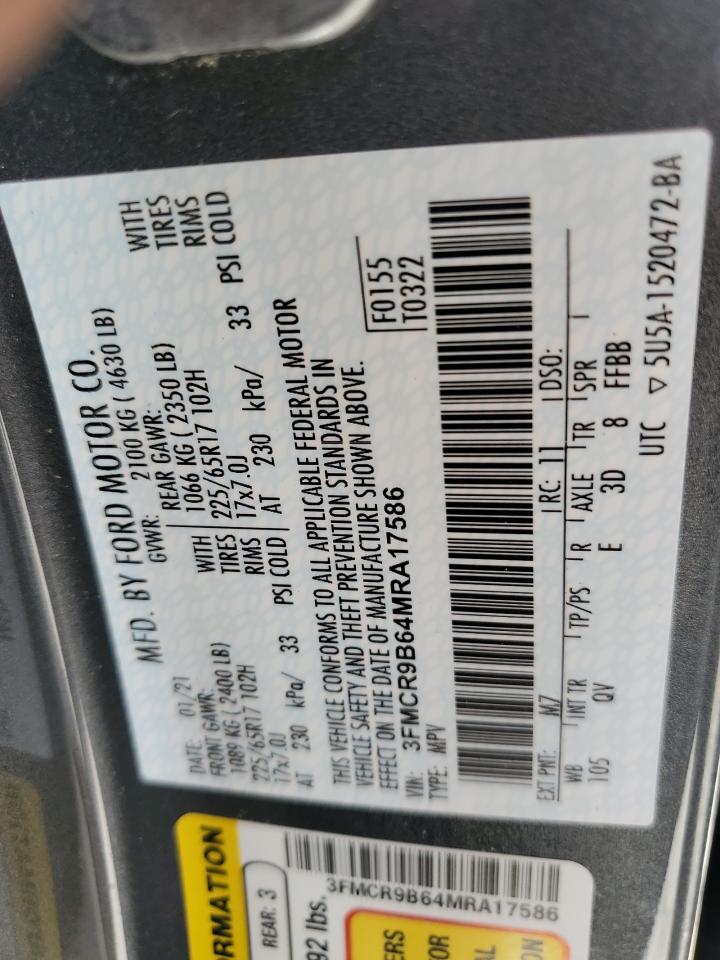 MFD. BY FORD MOTOR CO.
DATE: 01/21 GVWR: 2100 KG ( 4630 LB)
FRONT GAWR: REAR GAWR:
1089 KG ( 2400 LB) WITH 1066 KG ( 2350 LB) WITH
225/65R17 102H TIRES 225/65R17 102H TIRES
17x7.0J RIMS 17x7.0J RIMS
AT 230 kPa/ 33 PSI COLD AT 230 kPa/ 33 PSI COLD
THIS VEHICLE CONFORMS TO ALL APPLICABLE FEDERAL MOTOR
VEHICLE SAFETY AND THEFT PREVENTION STANDARDS IN
EFFECT ON THE DATE OF MANUFACTURE SHOWN ABOVE.
VIN: 3FMCR9B64MRA17586 F0155
TYPE: MPV T0322
EXT PNT: M7 RC: 11 DSO:
WB INT TR TP/PS R AXLE TR SPR
105 QV E 3D 8 FFBB
UTC ▽ 5U5A-1520472-BA
RMATION
REAR: 3
92 lbs.
3FMCR9B64MRA17586
ERS
OR
AL
ON